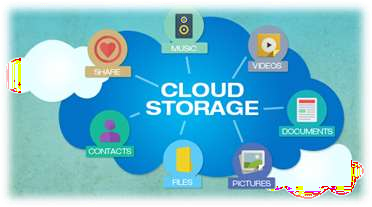 MUSIC
SHARE
VIDEOS
CLOUD
STORAGE
DOCUMENTS
CONTACTS
FILES
PICTURES